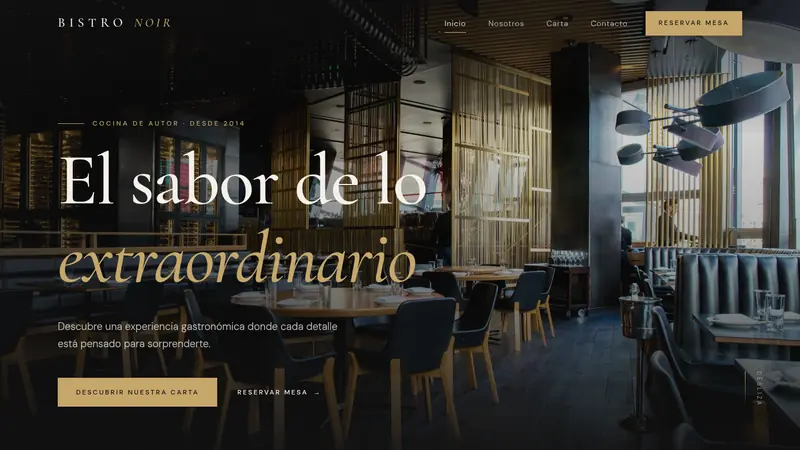 BISTRO NOIR
Inicio
Nosotros
Carta
Contacto
RESERVAR MESA
COCINA DE AUTOR · DESDE 2014
El sabor de lo
extraordinario
Descubre una experiencia gastronómica donde cada detalle
está pensado para sorprenderte.
DESCUBRIR NUESTRA CARTA
RESERVAR MESA →